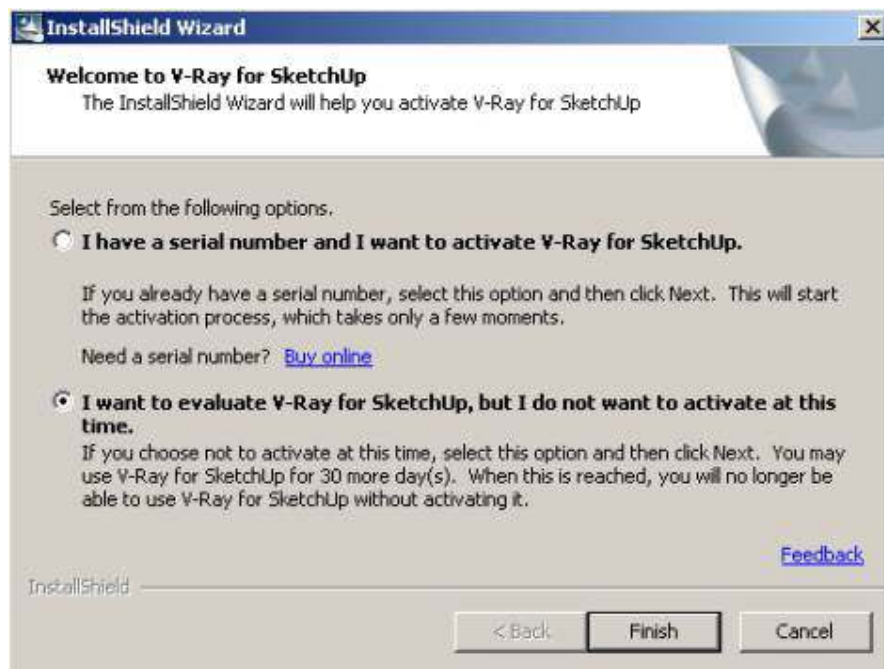 InstallShield Wizard
Welcome to V-Ray for SketchUp
The InstallShield Wizard will help you activate V-Ray for SketchUp
Select from the following options.
I have a serial number and I want to activate V-Ray for SketchUp.
If you already have a serial number, select this option and then click Next. This will start
the activation process, which takes only a few moments.
Need a serial number? Buy online
I want to evaluate V-Ray for SketchUp, but I do not want to activate at this
time.
If you choose not to activate at this time, select this option and then click Next. You may
use V-Ray for SketchUp for 30 more day(s). When this is reached, you will no longer be
able to use V-Ray for SketchUp without activating it.
Feedback
InstallShield
< Back Finish Cancel